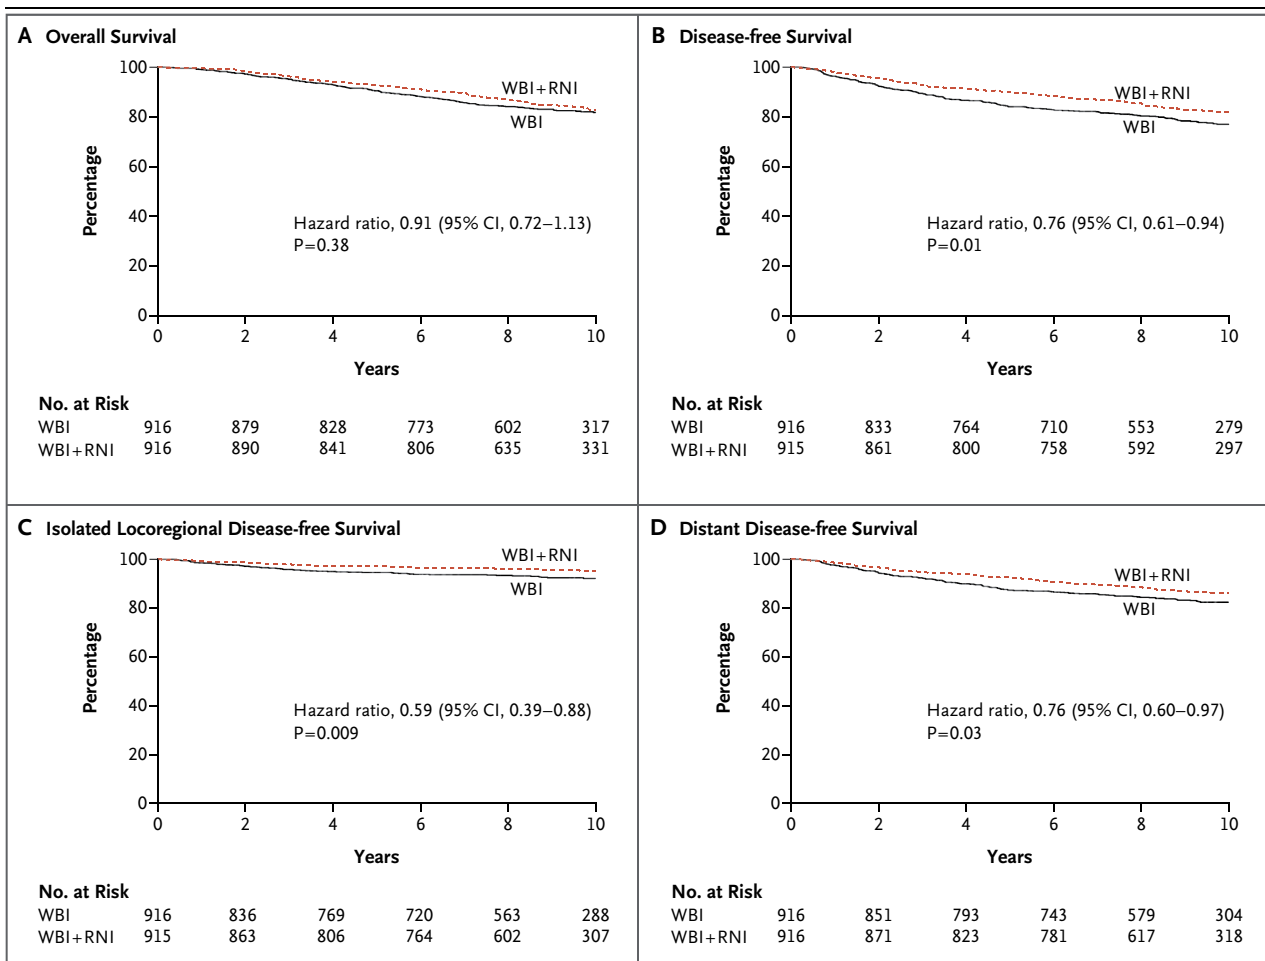 A Overall Survival
100
80
60
40
20
0
Percentage
WBI+RNI
WBI
Hazard ratio, 0.91 (95% CI, 0.72–1.13)
P=0.38
0 2 4 6 8 10
Years
No. at Risk
WBI 916 879 828 773 602 317
WBI+RNI 916 890 841 806 635 331
B Disease-free Survival
100
80
60
40
20
0
Percentage
WBI+RNI
WBI
Hazard ratio, 0.76 (95% CI, 0.61–0.94)
P=0.01
0 2 4 6 8 10
Years
No. at Risk
WBI 916 833 764 710 553 279
WBI+RNI 915 861 800 758 592 297
C Isolated Locoregional Disease-free Survival
100
80
60
40
20
0
Percentage
WBI+RNI
WBI
Hazard ratio, 0.59 (95% CI, 0.39–0.88)
P=0.009
0 2 4 6 8 10
Years
No. at Risk
WBI 916 836 769 720 563 288
WBI+RNI 915 863 806 764 602 307
D Distant Disease-free Survival
100
80
60
40
20
0
Percentage
WBI+RNI
WBI
Hazard ratio, 0.76 (95% CI, 0.60–0.97)
P=0.03
0 2 4 6 8 10
Years
No. at Risk
WBI 916 851 793 743 579 304
WBI+RNI 916 871 823 781 617 318